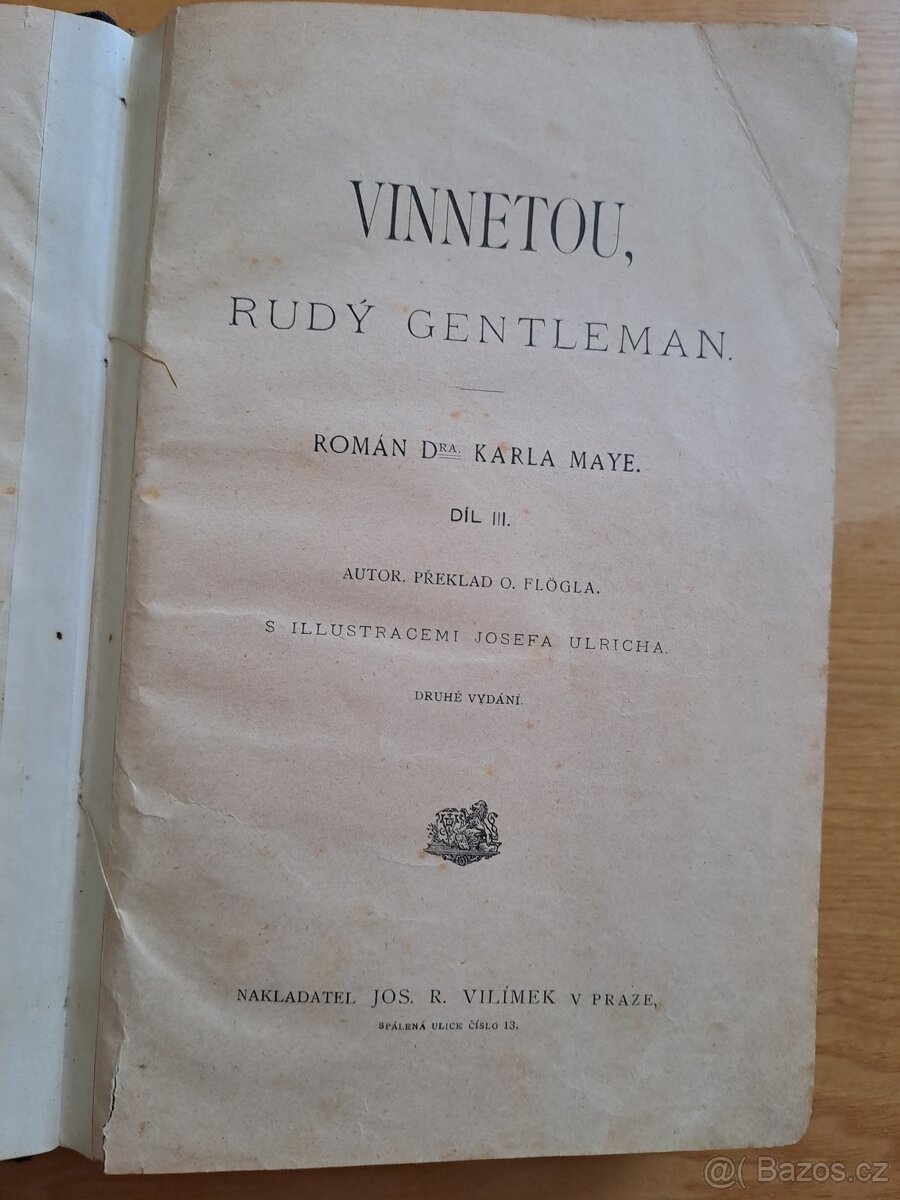 VINNETOU,
RUDÝ GENTLEMAN.
ROMÁN DRA. KARLA MAYE.
DÍL III.
AUTOR. PŘEKLAD O. FLÖGLA.
S ILLUSTRACEMI JOSEFA ULRICHA.
DRUHÉ VYDÁNÍ.
NAKLADATEL JOS. R. VILÍMEK V PRAZE,
SPÁLENÁ ULICE ČÍSLO 13.
@( Bazos.cz